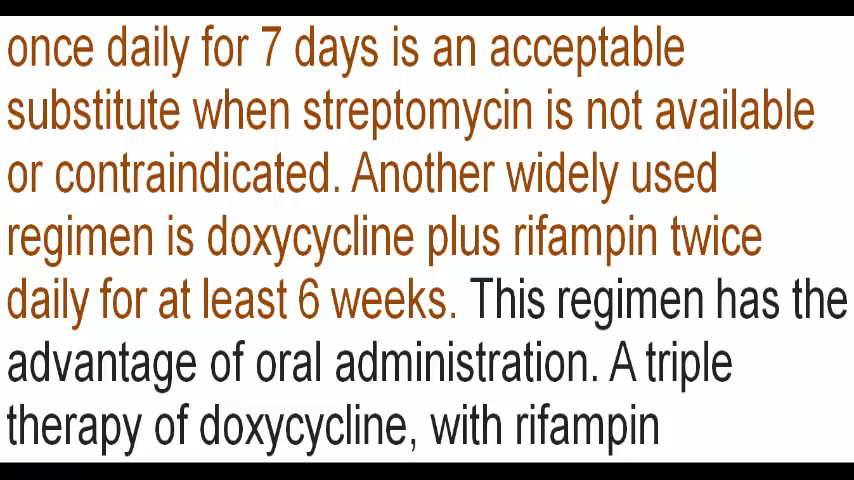 once daily for 7 days is an acceptable
substitute when streptomycin is not available
or contraindicated. Another widely used
regimen is doxycycline plus rifampin twice
daily for at least 6 weeks. This regimen has the
advantage of oral administration. A triple
therapy of doxycycline, with rifampin